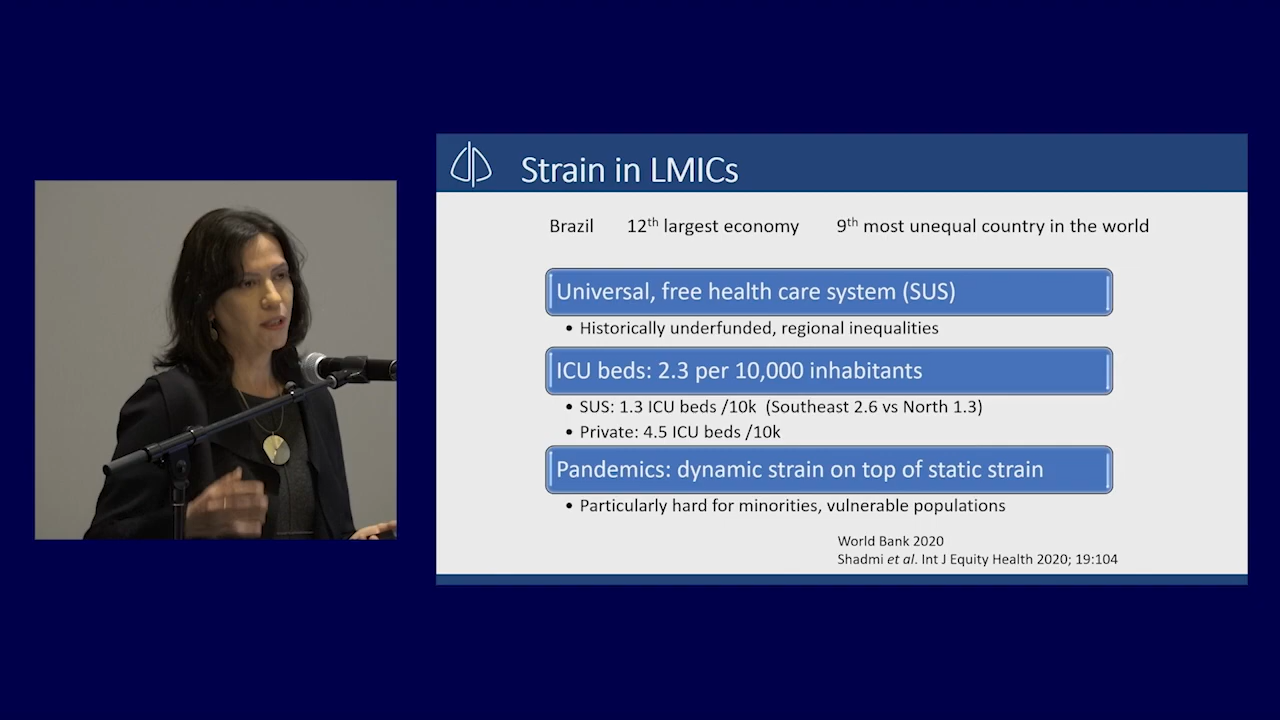 Strain in LMICs
Brazil 12th largest economy 9th most unequal country in the world
Universal, free health care system (SUS)
• Historically underfunded, regional inequalities
ICU beds: 2.3 per 10,000 inhabitants
• SUS: 1.3 ICU beds /10k (Southeast 2.6 vs North 1.3)
• Private: 4.5 ICU beds /10k
Pandemics: dynamic strain on top of static strain
• Particularly hard for minorities, vulnerable populations
World Bank 2020
Shadmi et al. Int J Equity Health 2020; 19:104